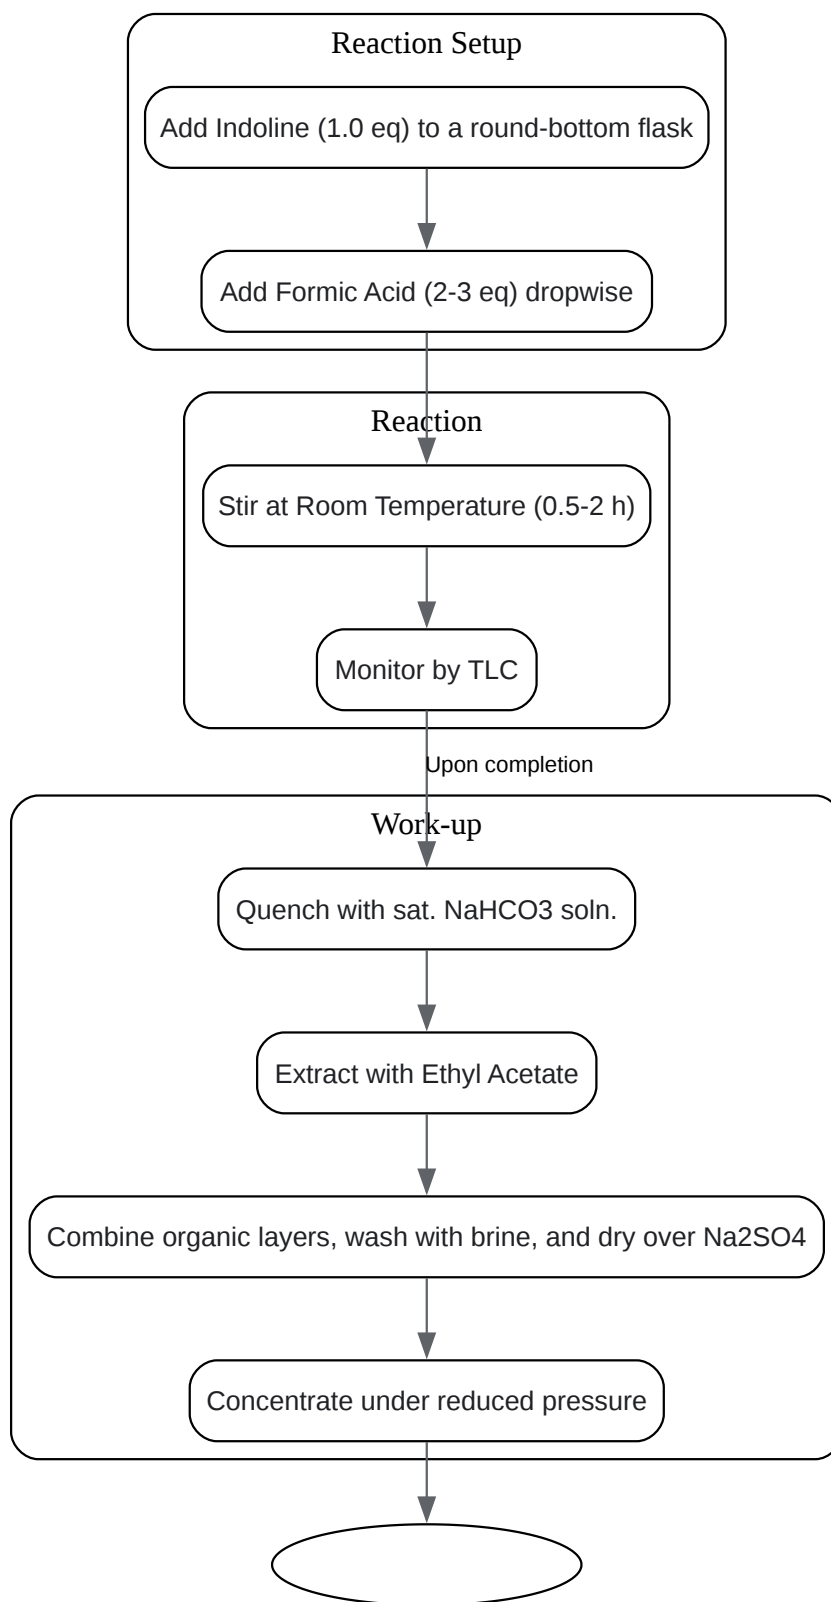 Reaction Setup
Add Indoline (1.0 eq) to a round-bottom flask
Add Formic Acid (2-3 eq) dropwise
Reaction
Stir at Room Temperature (0.5-2 h)
Monitor by TLC
Upon completion
Work-up
Quench with sat. NaHCO3 soln.
Extract with Ethyl Acetate
Combine organic layers, wash with brine, and dry over Na2SO4
Concentrate under reduced pressure